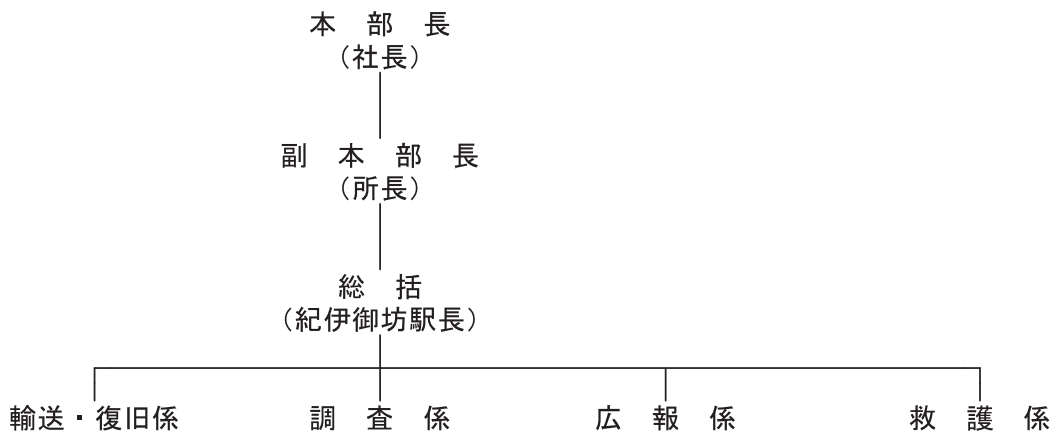 本　部　長
（社長）
副　本　部　長
（所長）
総　括
（紀伊御坊駅長）
輸送・復旧係
調　査　係
広　報　係
救　護　係